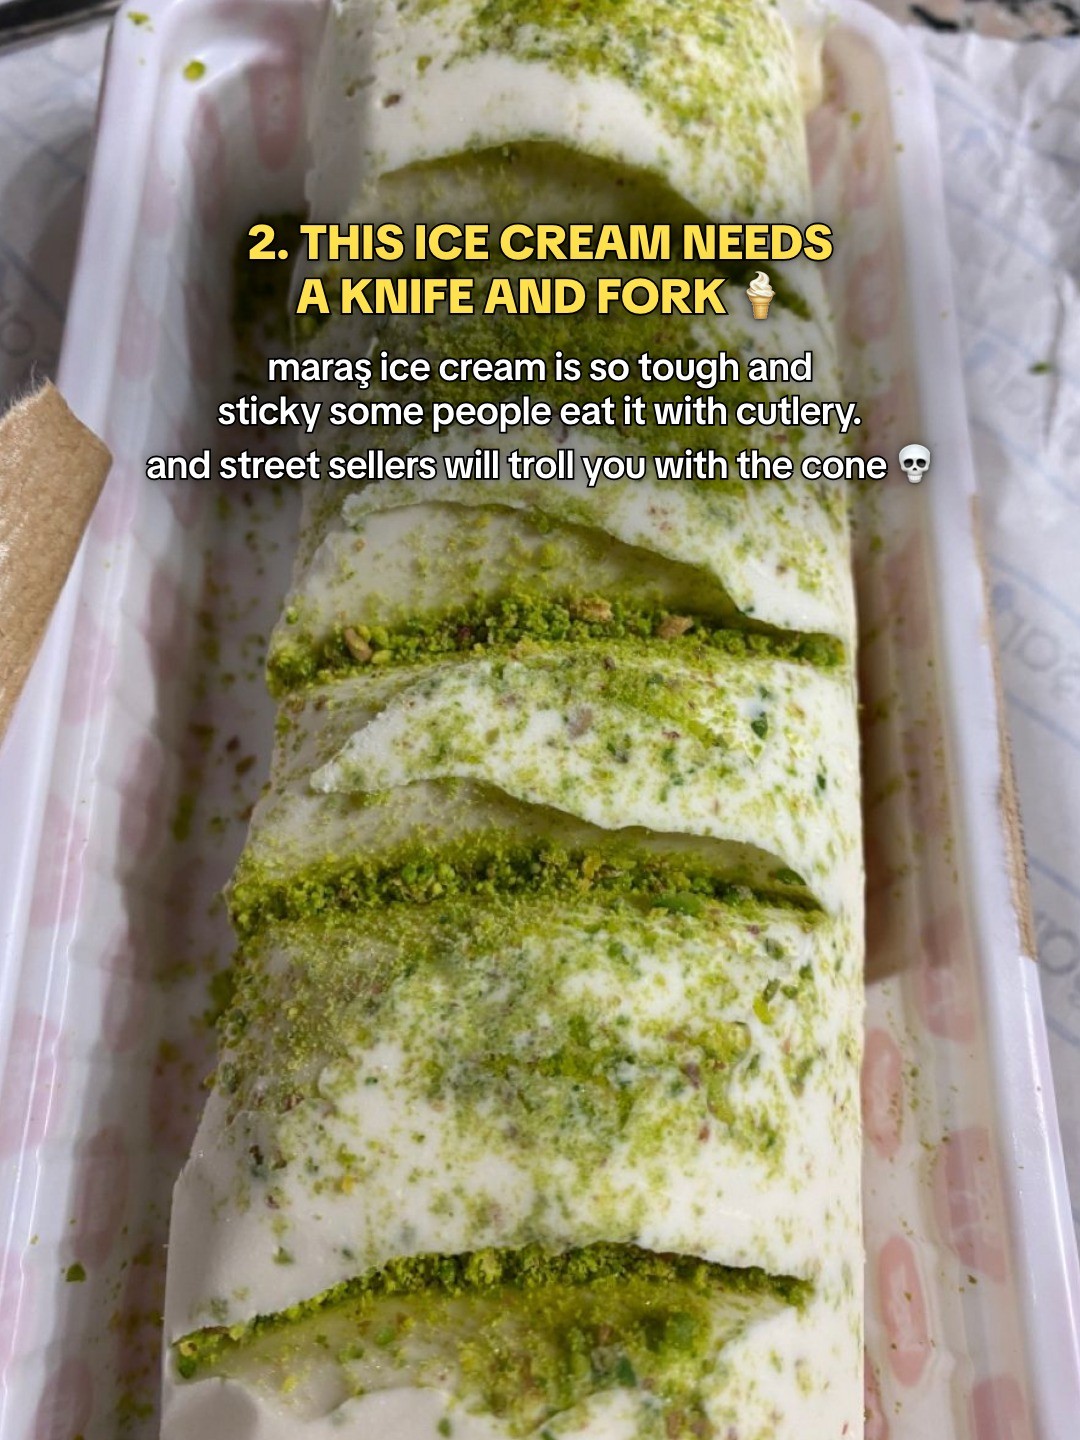 2. THIS ICE CREAM NEEDS
A KNIFE AND FORK 🍦
maraş ice cream is so tough and
sticky some people eat it with cutlery.
and street sellers will troll you with the cone 💀